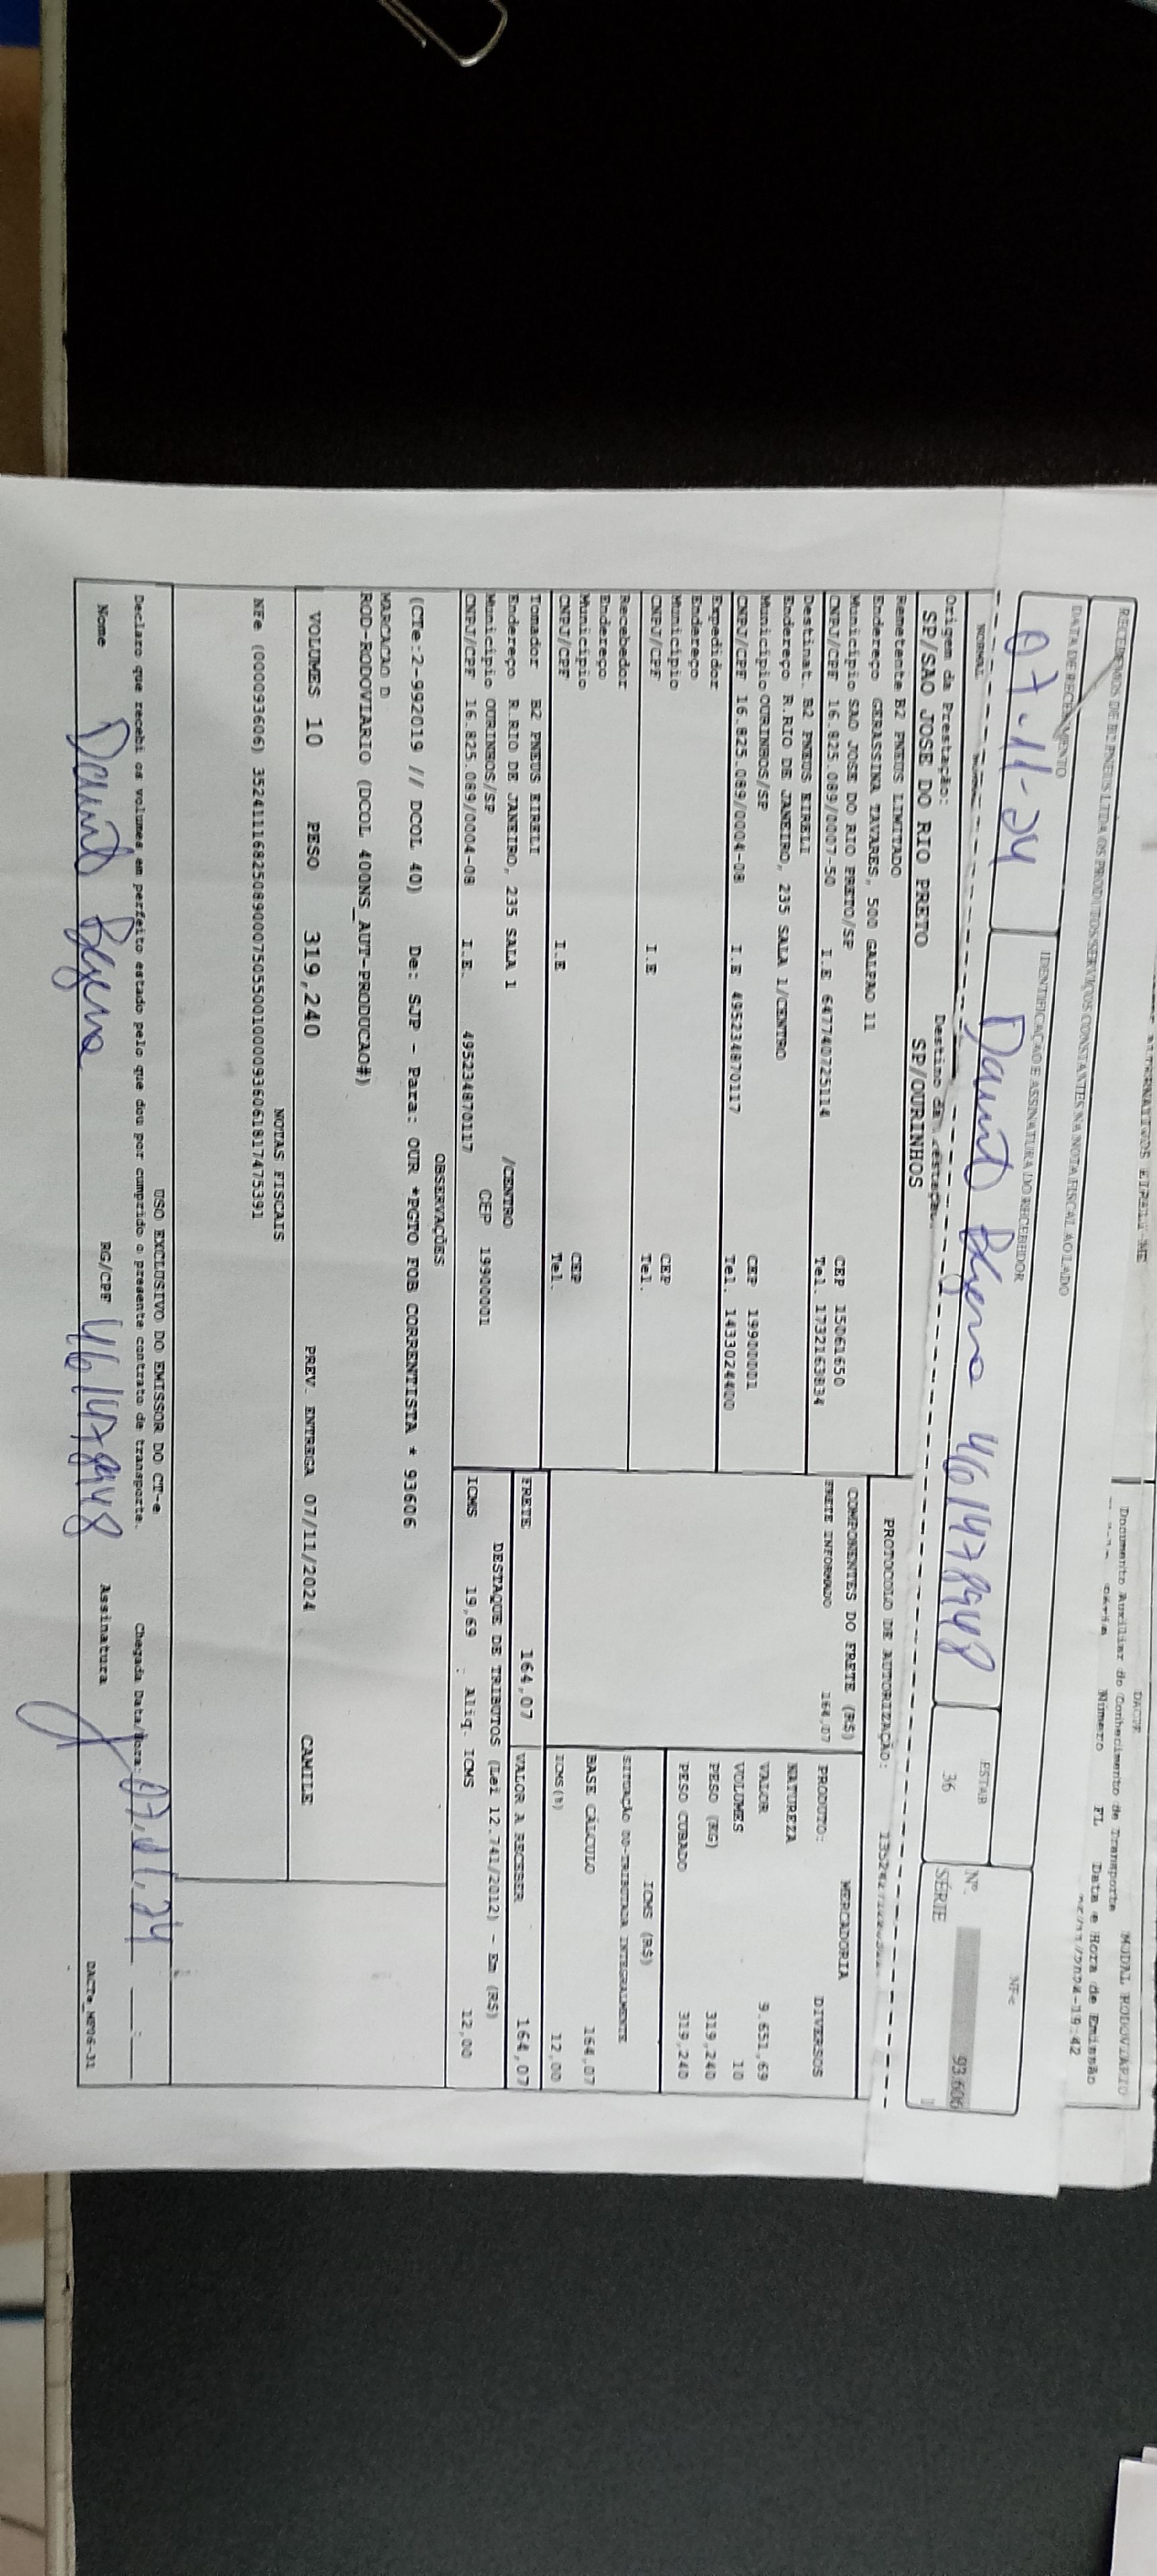 RECEBEMOS DE B2 PNEUS LTDA OS PRODUTOS/SERVIÇOS CONSTANTES NA NOTA FISCAL AO LADO
DATA DE RECEBIMENTO IDENTIFICAÇÃO E ASSINATURA DO RECEBEDOR
07-11-24 46 1478948
ESTAB
36
NF-e
Nº. 93.606
SÉRIE 1
DACTE MODAL RODOVIÁRIO
Documento Auxiliar do Conhecimento de Transporte
Série Número FL Data e Hora de Emissão
NORMAL
Origem da Prestação:
SP/SAO JOSE DO RIO PRETO SP/OURINHOS
PROTOCOLO DE AUTORIZAÇÃO:
Remetente B2 PNEUS LIMITADO
Endereço GERASSINA TAVARES, 500 GALPAO 11
Município SAO JOSE DO RIO PRETO/SP CEP 15061650
CNPJ/CPF 16.825.089/0007-50 I.E 647740725114 Tel. 1732163834
Destinat. B2 PNEUS EIRELI
Endereço R.RIO DE JANEIRO, 235 SALA 1/CENTRO
Município OURINHOS/SP CEP 19900001
CNPJ/CPF 16.825.089/0004-08 I.E 495234870117 Tel. 1433024400
Expedidor
Endereço
Município CEP
CNPJ/CPF I.E Tel.
Recebedor
Endereço
Município CEP
CNPJ/CPF I.E Tel.
Tomador B2 PNEUS EIRELI
Endereço R.RIO DE JANEIRO, 235 SALA 1 /CENTRO
Município OURINHOS/SP CEP 19900001
CNPJ/CPF 16.825.089/0004-08 I.E. 495234870117
COMPONENTES DO FRETE (R$)
FRETE INFORMADO 164,07
MERCADORIA
PRODUTO: DIVERSOS
NATUREZA
VALOR 9.651,69
VOLUMES 10
PESO (KG) 319,240
PESO CUBADO 319,240
ICMS (R$)
SITUAÇÃO 00-TRIBUTADA INTEGRALMENTE
BASE CÁLCULO 164,07
ICMS(%) 12,00
FRETE 164,07 VALOR A RECEBER 164,07
DESTAQUE DE TRIBUTOS (Lei 12.741/2012) - Em (R$)
ICMS 19,69 Aliq. ICMS 12,00
OBSERVAÇÕES
(CTe:2-992019 // DCOL 40) De: SJP - Para: OUR *PGTO FOB CORRENTISTA * 93606
MARCACAO D
ROD-RODOVIARIO (DCOL 400NS_AUT-PRODUCAO#)
VOLUMES 10 PESO 319,240 PREV. ENTREGA 07/11/2024 CAMILE
NOTAS FISCAIS
NFe (000093606) 35241116825089000750550010000936061817475391
USO EXCLUSIVO DO EMISSOR DO CT-e
Declaro que recebi os volumes em perfeito estado pelo que dou por cumprido o presente contrato de transporte. Chegada Data/Hora: 07.11.24 __:__
Nome RG/CPF 46 1478948 Assinatura
DACTe_MP06-31